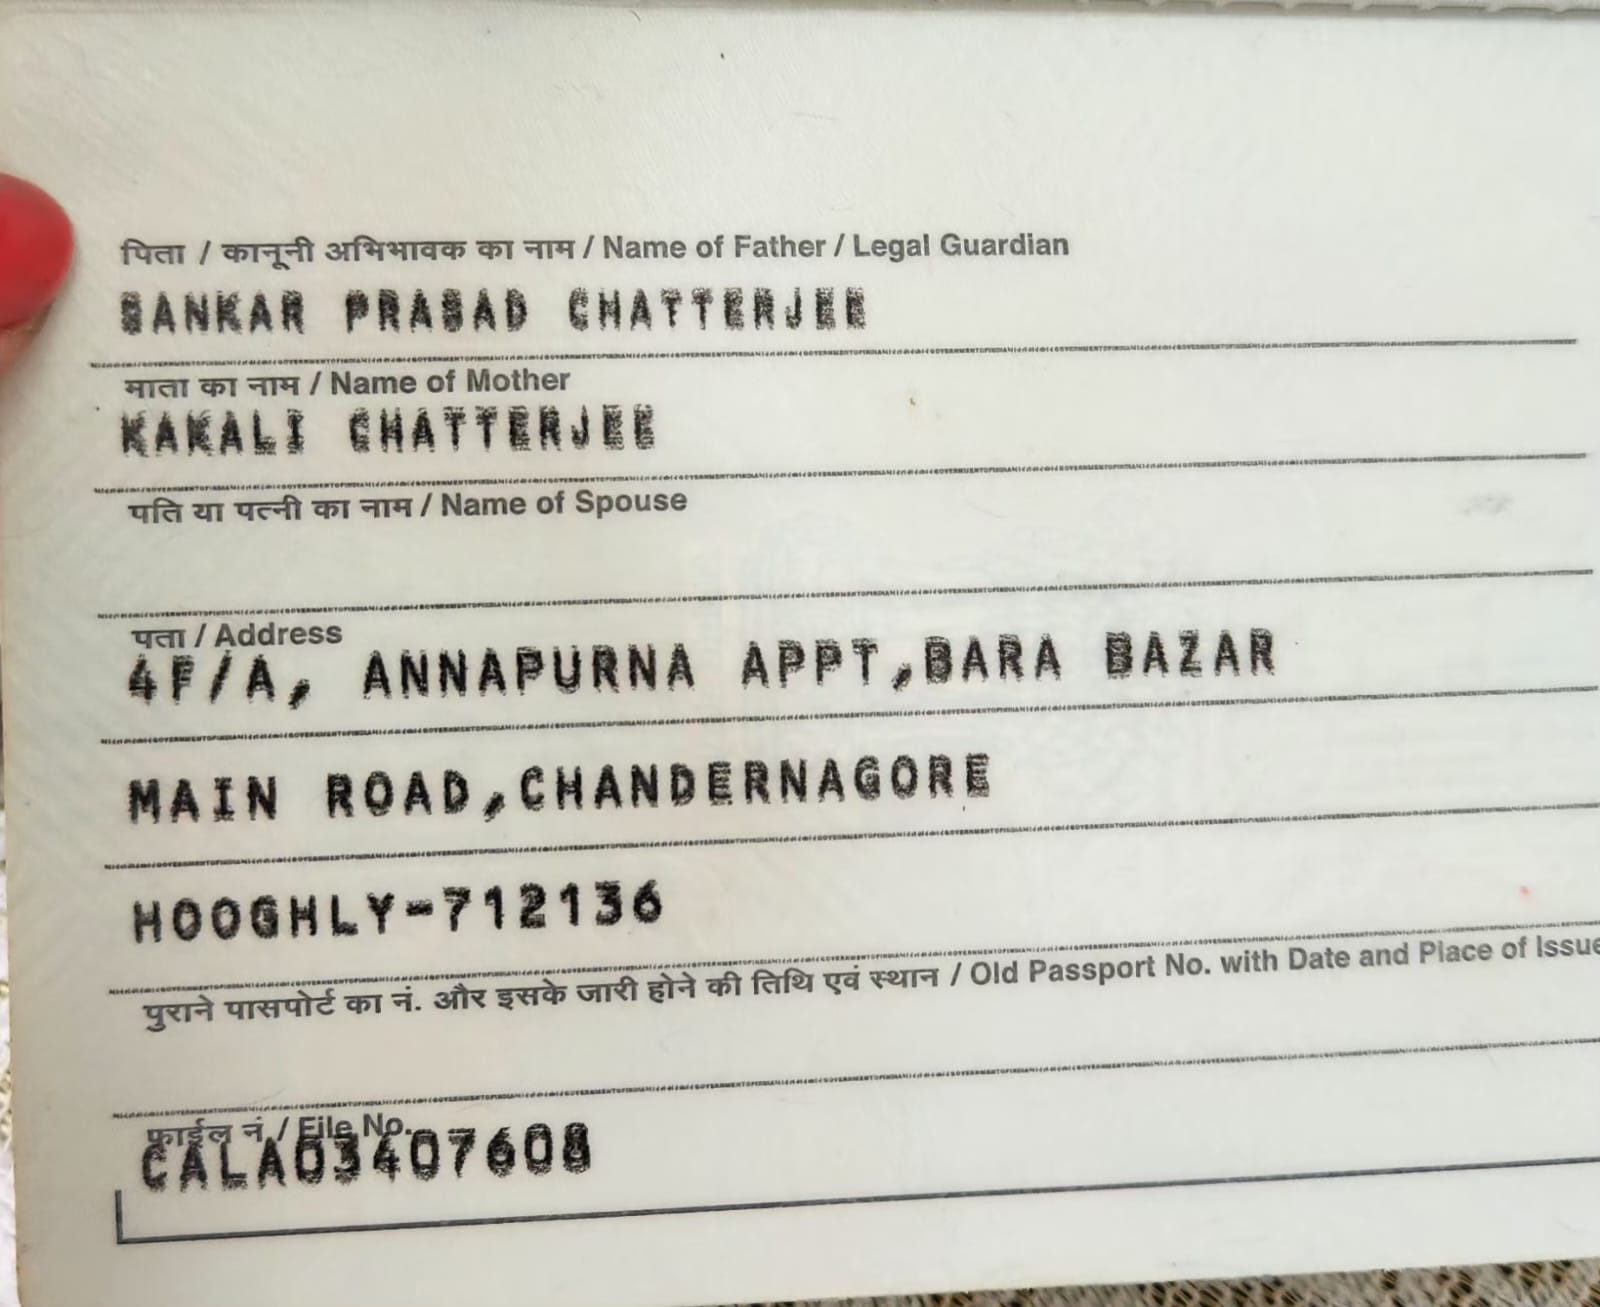 पिता / कानूनी अभिभावक का नाम / Name of Father / Legal Guardian
SANKAR PRASAD CHATTERJEE
माता का नाम / Name of Mother
KAKALI CHATTERJEE
पति या पत्नी का नाम / Name of Spouse
पता / Address
4F/A, ANNAPURNA APPT,BARA BAZAR
MAIN ROAD,CHANDERNAGORE
HOOGHLY-712136
पुराने पासपोर्ट का नं. और इसके जारी होने की तिथि एवं स्थान / Old Passport No. with Date and Place of Issue
फ़ाईल नं. / File No.
CALA03407608